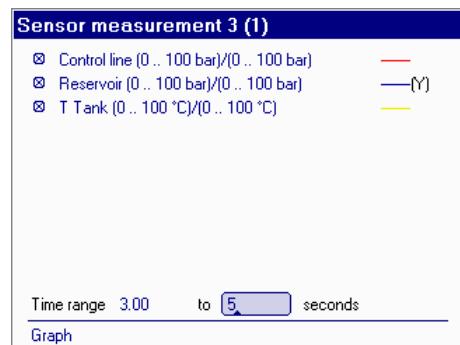 Sensor measurement 3 (1)
Control line (0 .. 100 bar)/(0 .. 100 bar)
Reservoir (0 .. 100 bar)/(0 .. 100 bar) (Y)
T Tank (0 .. 100 °C)/(0 .. 100 °C)
Time range 3.00 to 5 seconds
Graph